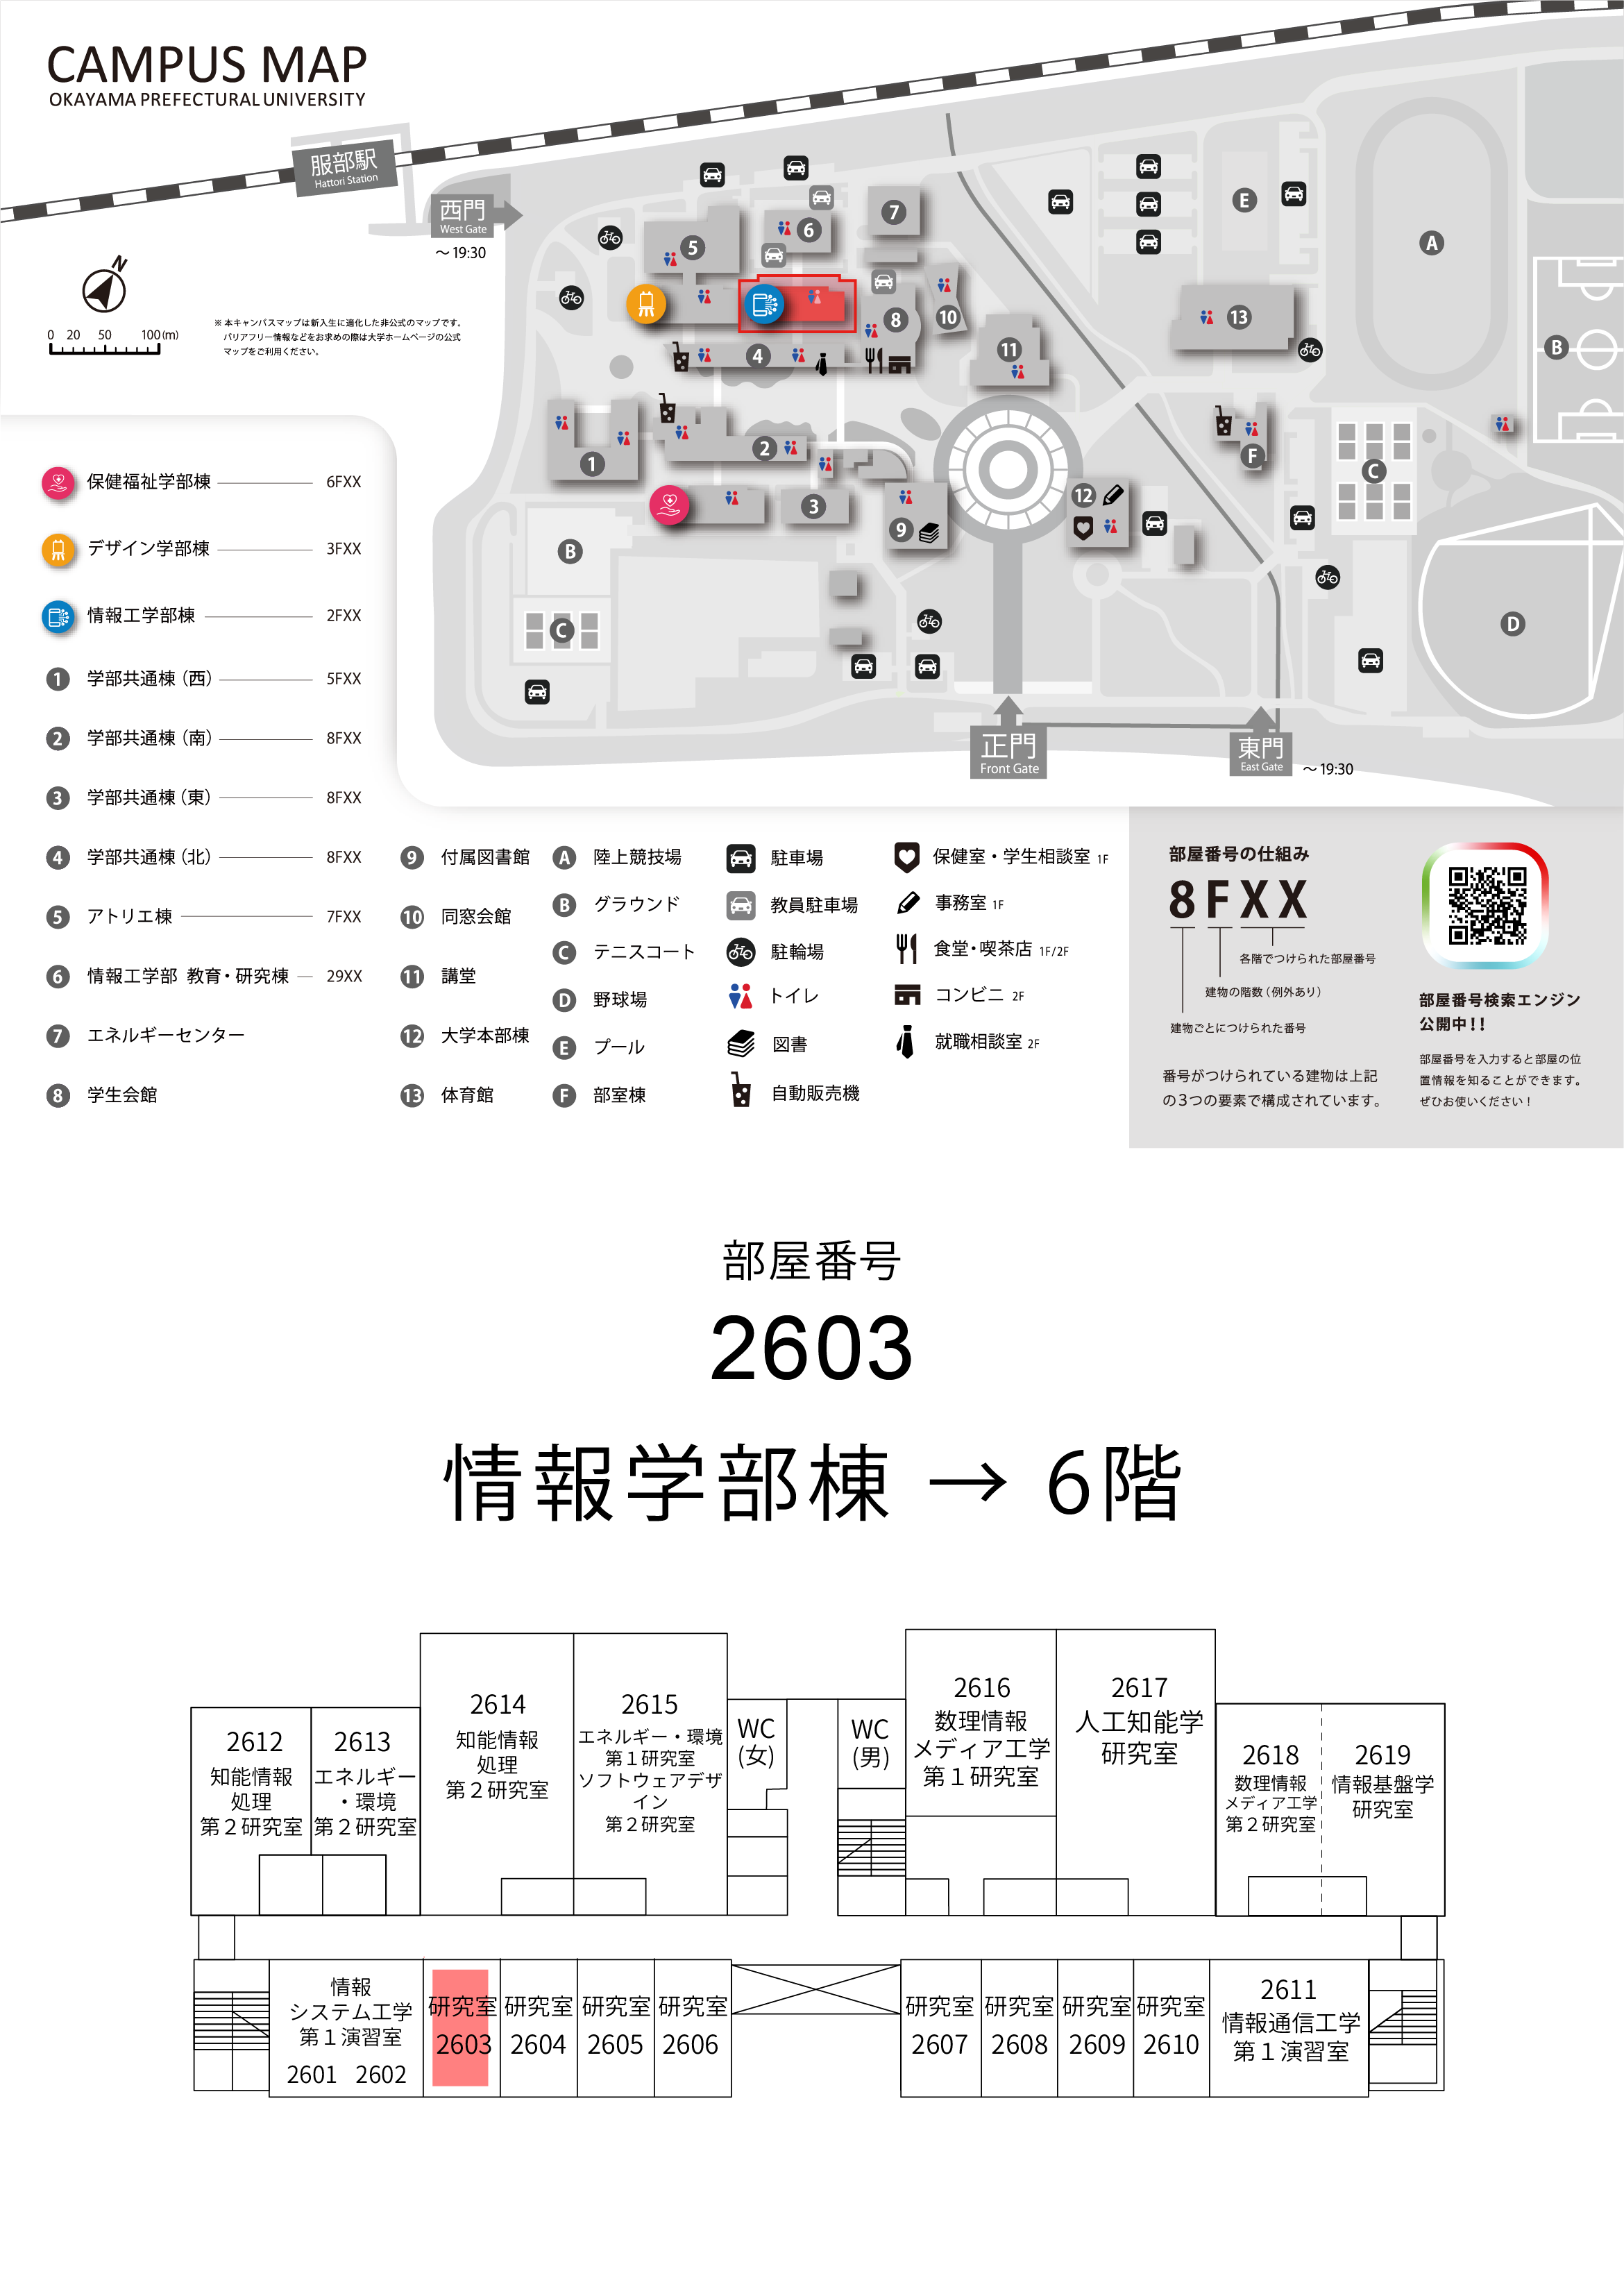 CAMPUS MAP
OKAYAMA PREFECTURAL UNIVERSITY
服部駅
Hattori Station
西門
West Gate
～19:30
N
0 20 50 100(m)
※ 本キャンパスマップは新入生に適化した非公式のマップです。
バリアフリー情報などをお求めの際は大学ホームページの公式
マップをご利用ください。
7
6
5
E
A
8
10
13
11
4
B
1
2
F
C
3
9
12
B
C
D
正門
Front Gate
東門
East Gate
～19:30
保健福祉学部棟 6FXX
デザイン学部棟 3FXX
情報工学部棟 2FXX
1 学部共通棟（西） 5FXX
2 学部共通棟（南） 8FXX
3 学部共通棟（東） 8FXX
4 学部共通棟（北） 8FXX
5 アトリエ棟 7FXX
6 情報工学部 教育・研究棟 29XX
7 エネルギーセンター
8 学生会館
9 付属図書館
10 同窓会館
11 講堂
12 大学本部棟
13 体育館
A 陸上競技場
B グラウンド
C テニスコート
D 野球場
E プール
F 部室棟
駐車場
教員駐車場
駐輪場
トイレ
図書
自動販売機
保健室・学生相談室 1F
事務室 1F
食堂・喫茶店 1F/2F
コンビニ 2F
就職相談室 2F
部屋番号の仕組み
8FXX
各階でつけられた部屋番号
建物の階数（例外あり）
建物ごとにつけられた番号
番号がつけられている建物は上記
の3つの要素で構成されています。
部屋番号検索エンジン
公開中！！
部屋番号を入力すると部屋の位
置情報を知ることができます。
ぜひお使いください！
部屋番号
2603
情報学部棟 → 6階
2612
知能情報
処理
第２研究室
2613
エネルギー
・環境
第２研究室
2614
知能情報
処理
第２研究室
2615
エネルギー・環境
第１研究室
ソフトウェアデザ
イン
第２研究室
WC
(女)
WC
(男)
2616
数理情報
メディア工学
第１研究室
2617
人工知能学
研究室
2618
数理情報
メディア工学
第２研究室
2619
情報基盤学
研究室
情報
システム工学
第１演習室
2601 2602
研究室
2603
研究室
2604
研究室
2605
研究室
2606
研究室
2607
研究室
2608
研究室
2609
研究室
2610
2611
情報通信工学
第１演習室